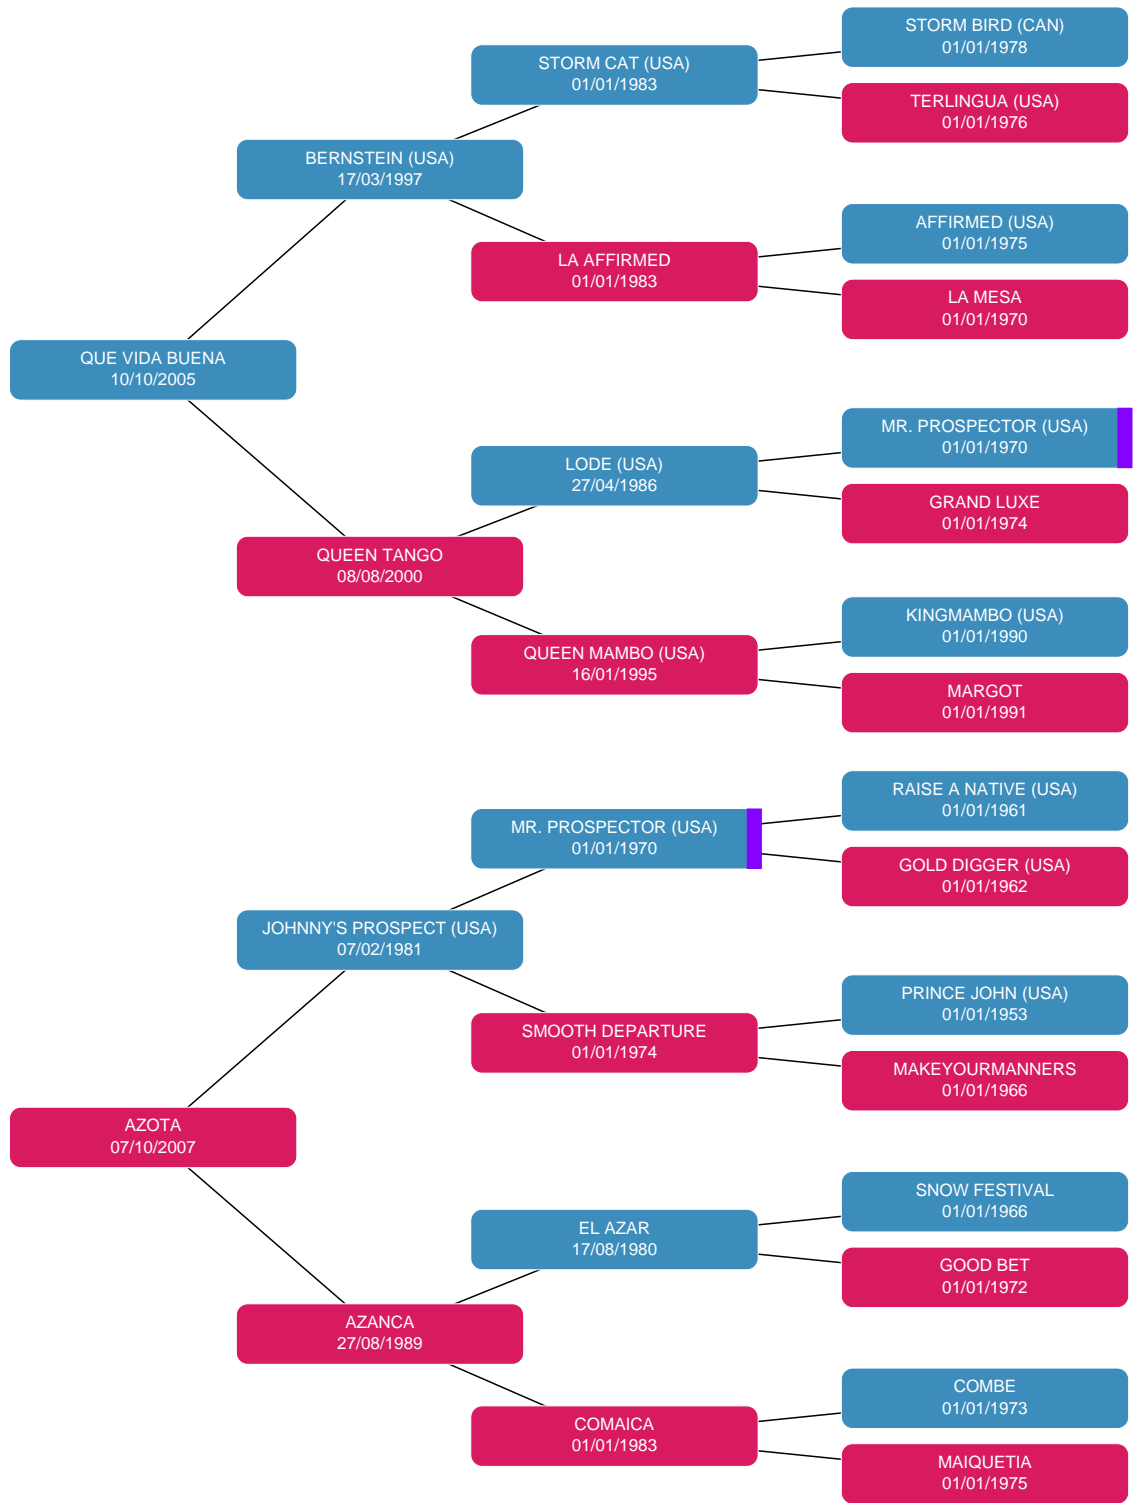 STORM BIRD (CAN)
01/01/1978
STORM CAT (USA)
01/01/1983
TERLINGUA (USA)
01/01/1976
BERNSTEIN (USA)
17/03/1997
AFFIRMED (USA)
01/01/1975
LA AFFIRMED
01/01/1983
LA MESA
01/01/1970
QUE VIDA BUENA
10/10/2005
MR. PROSPECTOR (USA)
01/01/1970
LODE (USA)
27/04/1986
GRAND LUXE
01/01/1974
QUEEN TANGO
08/08/2000
KINGMAMBO (USA)
01/01/1990
QUEEN MAMBO (USA)
16/01/1995
MARGOT
01/01/1991
RAISE A NATIVE (USA)
01/01/1961
MR. PROSPECTOR (USA)
01/01/1970
GOLD DIGGER (USA)
01/01/1962
JOHNNY'S PROSPECT (USA)
07/02/1981
PRINCE JOHN (USA)
01/01/1953
SMOOTH DEPARTURE
01/01/1974
MAKEYOURMANNERS
01/01/1966
AZOTA
07/10/2007
SNOW FESTIVAL
01/01/1966
EL AZAR
17/08/1980
GOOD BET
01/01/1972
AZANCA
27/08/1989
COMBE
01/01/1973
COMAICA
01/01/1983
MAIQUETIA
01/01/1975